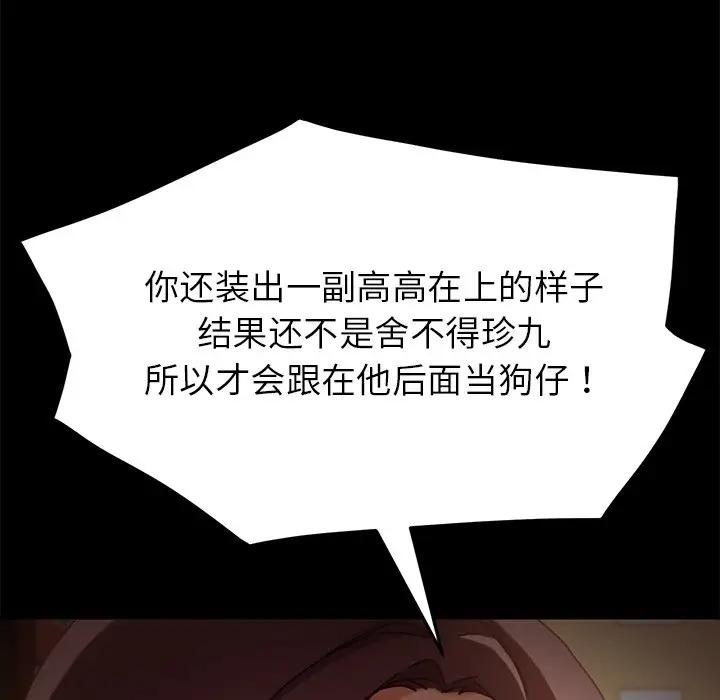 你还装出一副高高在上的样子
结果还不是舍不得珍九
所以才会跟在他后面当狗仔！